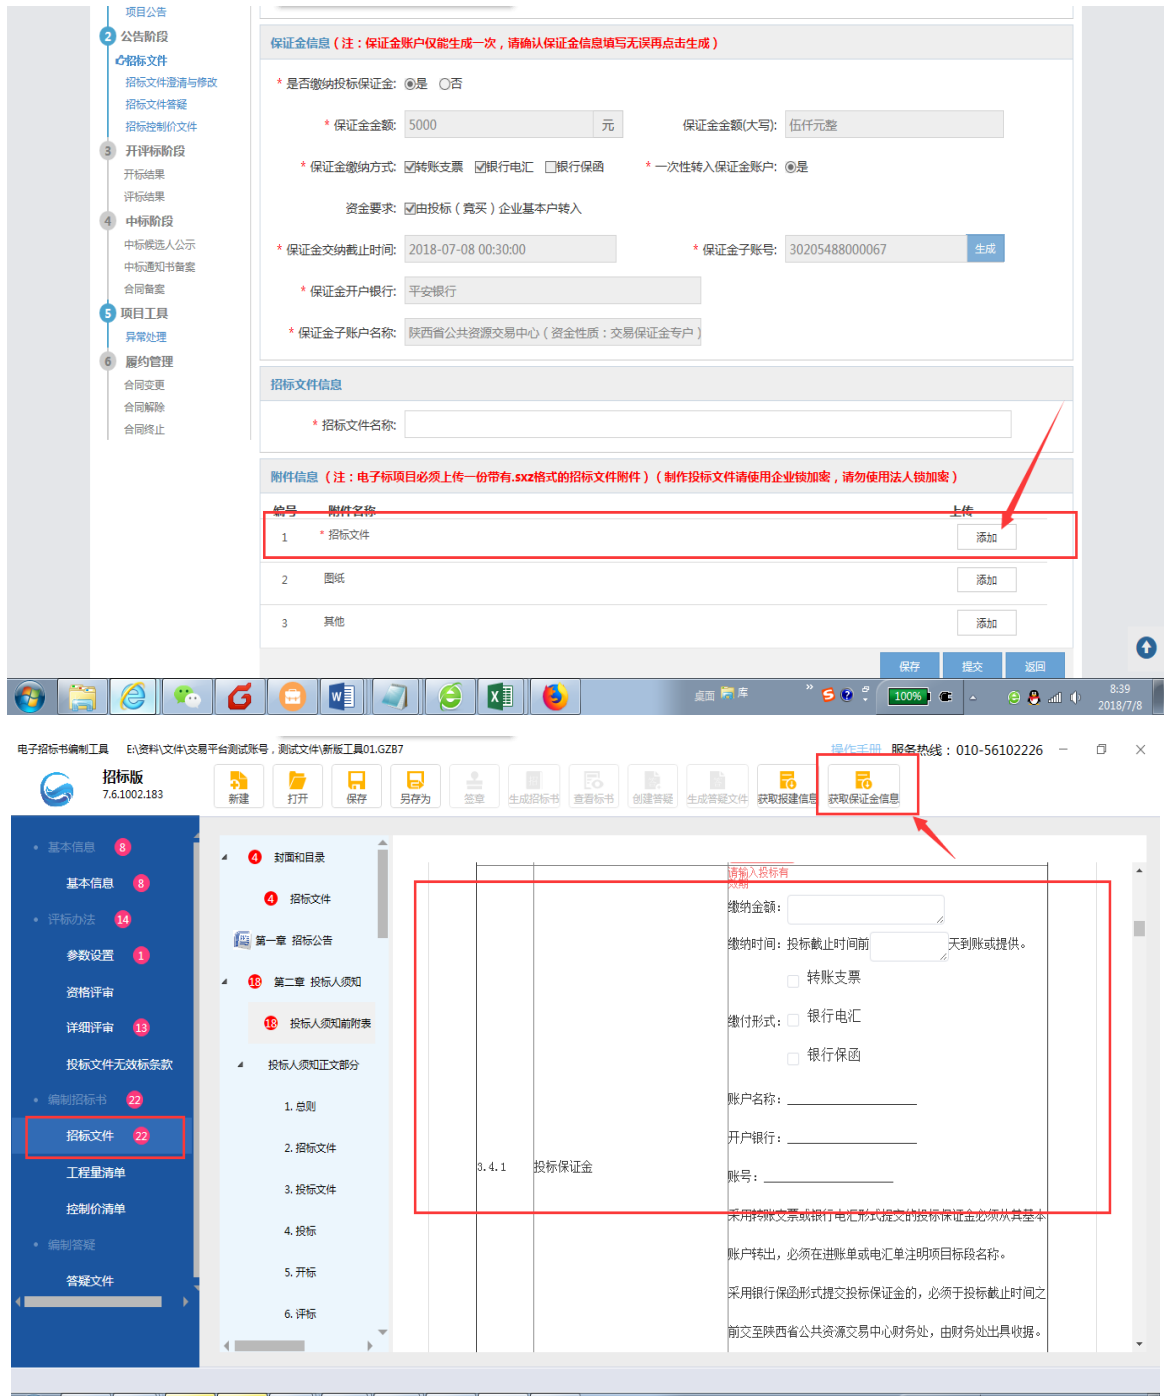 项目公告
2 公告阶段
招标文件
招标文件澄清与修改
招标文件答疑
招标控制价文件
3 开评标阶段
开标结果
评标结果
4 中标阶段
中标候选人公示
中标通知书备案
合同备案
5 项目工具
异常处理
6 履约管理
合同变更
合同解除
合同终止
保证金信息（注：保证金账户仅能生成一次，请确认保证金信息填写无误再点击生成）
* 是否缴纳投标保证金: 是 否
* 保证金金额: 5000 元 保证金金额(大写): 伍仟元整
* 保证金缴纳方式: 转账支票 银行电汇 银行保函 * 一次性转入保证金账户: 是
资金要求: 由投标（竞买）企业基本户转入
* 保证金交纳截止时间: 2018-07-08 00:30:00 * 保证金子账号: 30205488000067 生成
* 保证金开户银行: 平安银行
* 保证金子账户名称: 陕西省公共资源交易中心（资金性质：交易保证金专户）
招标文件信息
* 招标文件名称:
附件信息（注：电子标项目必须上传一份带有.sxz格式的招标文件附件）（制作投标文件请使用企业锁加密，请勿使用法人锁加密）
编号 附件名称 上传
1 * 招标文件 添加
2 图纸 添加
3 其他 添加
保存 提交 返回
桌面 库 100% 8:39
2018/7/8
电子招标书编制工具 E:\资料\文件\交易平台测试账号，测试文件\新版工具01.GZB7 操作手册 服务热线：010-56102226
招标版
7.6.1002.183
新建 打开 保存 另存为 签章 生成招标书 查看标书 创建答疑 生成答疑文件 获取报建信息 获取保证金信息
基本信息 8
基本信息 8
评标办法 14
参数设置 1
资格评审
详细评审 13
投标文件无效标条款
编制招标书 22
招标文件 22
工程量清单
控制价清单
编制答疑
答疑文件
4 封面和目录
4 招标文件
第一章 招标公告
18 第二章 投标人须知
18 投标人须知前附表
投标人须知正文部分
1. 总则
2. 招标文件
3. 投标文件
4. 投标
5. 开标
6. 评标
请输入投标有
效期
缴纳金额：
缴纳时间：投标截止时间前 天到账或提供。
转账支票
缴付形式： 银行电汇
银行保函
账户名称：
开户银行：
3.4.1 投标保证金
账号：
采用转账支票或银行电汇形式提交的投标保证金必须从其基本
账户转出，必须在进账单或电汇单注明项目标段名称。
采用银行保函形式提交投标保证金的，必须于投标截止时间之
前交至陕西省公共资源交易中心财务处，由财务处出具收据。